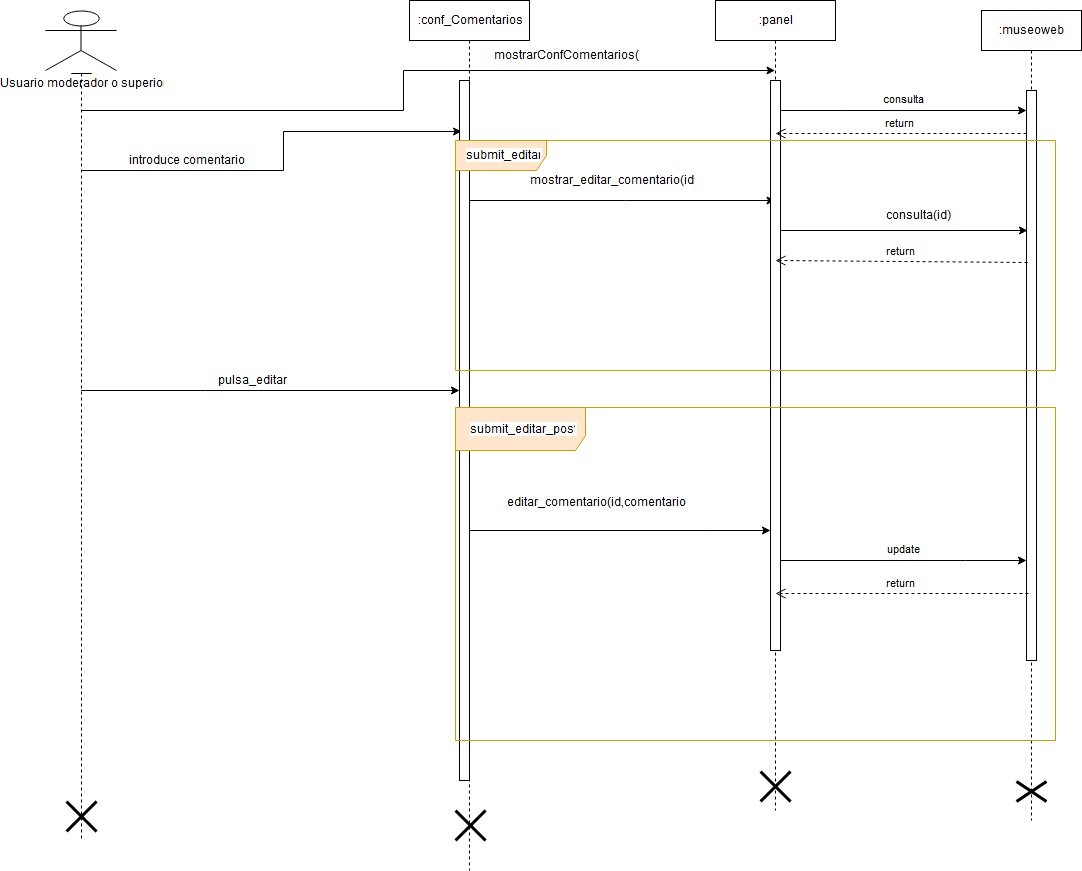 :conf_Comentarios
:panel
:museoweb
mostrarConfComentarios(
Usuario moderador o superio
consulta
return
introduce comentario
submit_editar
mostrar_editar_comentario(id
consulta(id)
return
pulsa_editar
submit_editar_post
editar_comentario(id,comentario
update
return